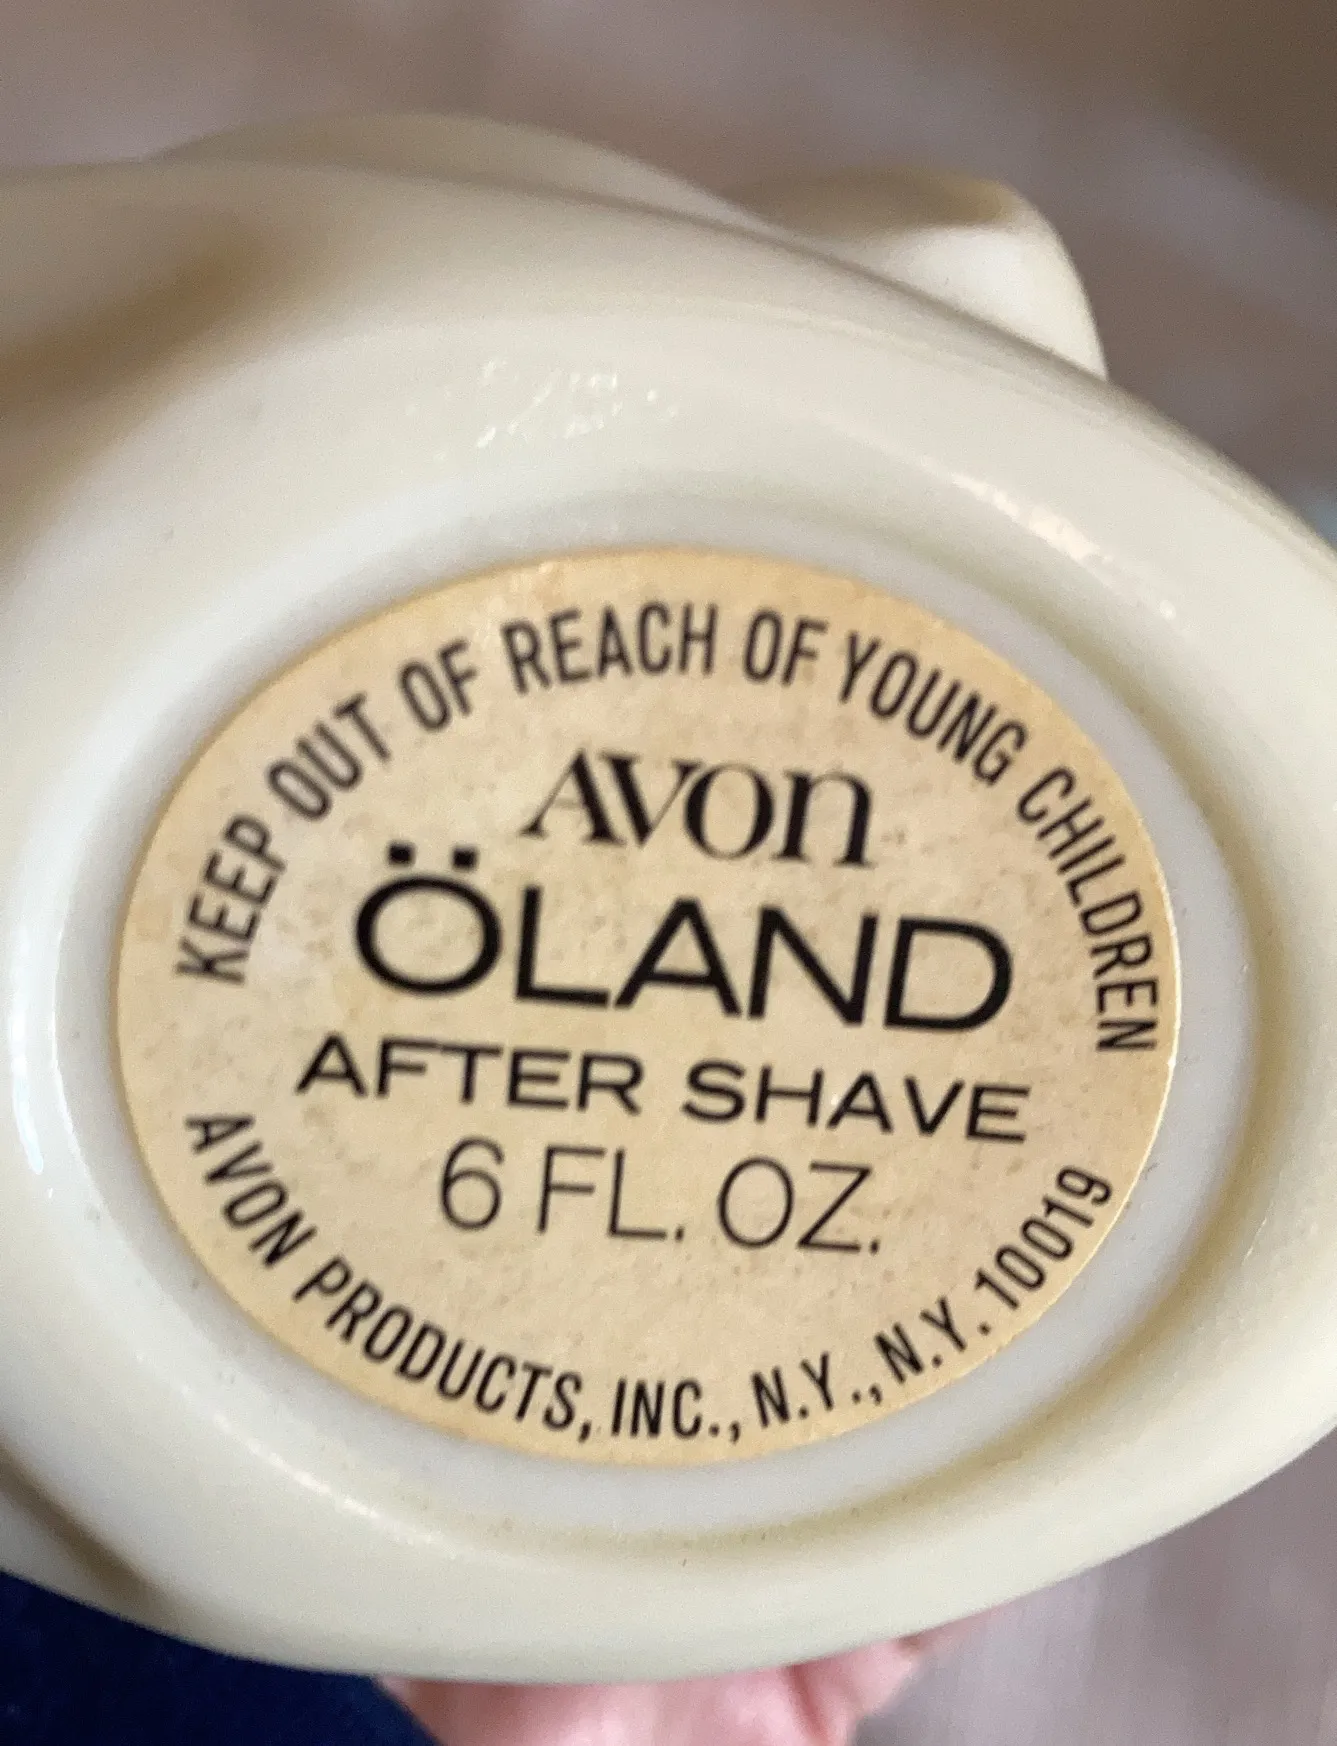 KEEP OUT OF REACH OF YOUNG CHILDREN
AVON
ÖLAND
AFTER SHAVE
6 FL. OZ.
AVON PRODUCTS, INC., N.Y., N.Y. 10019